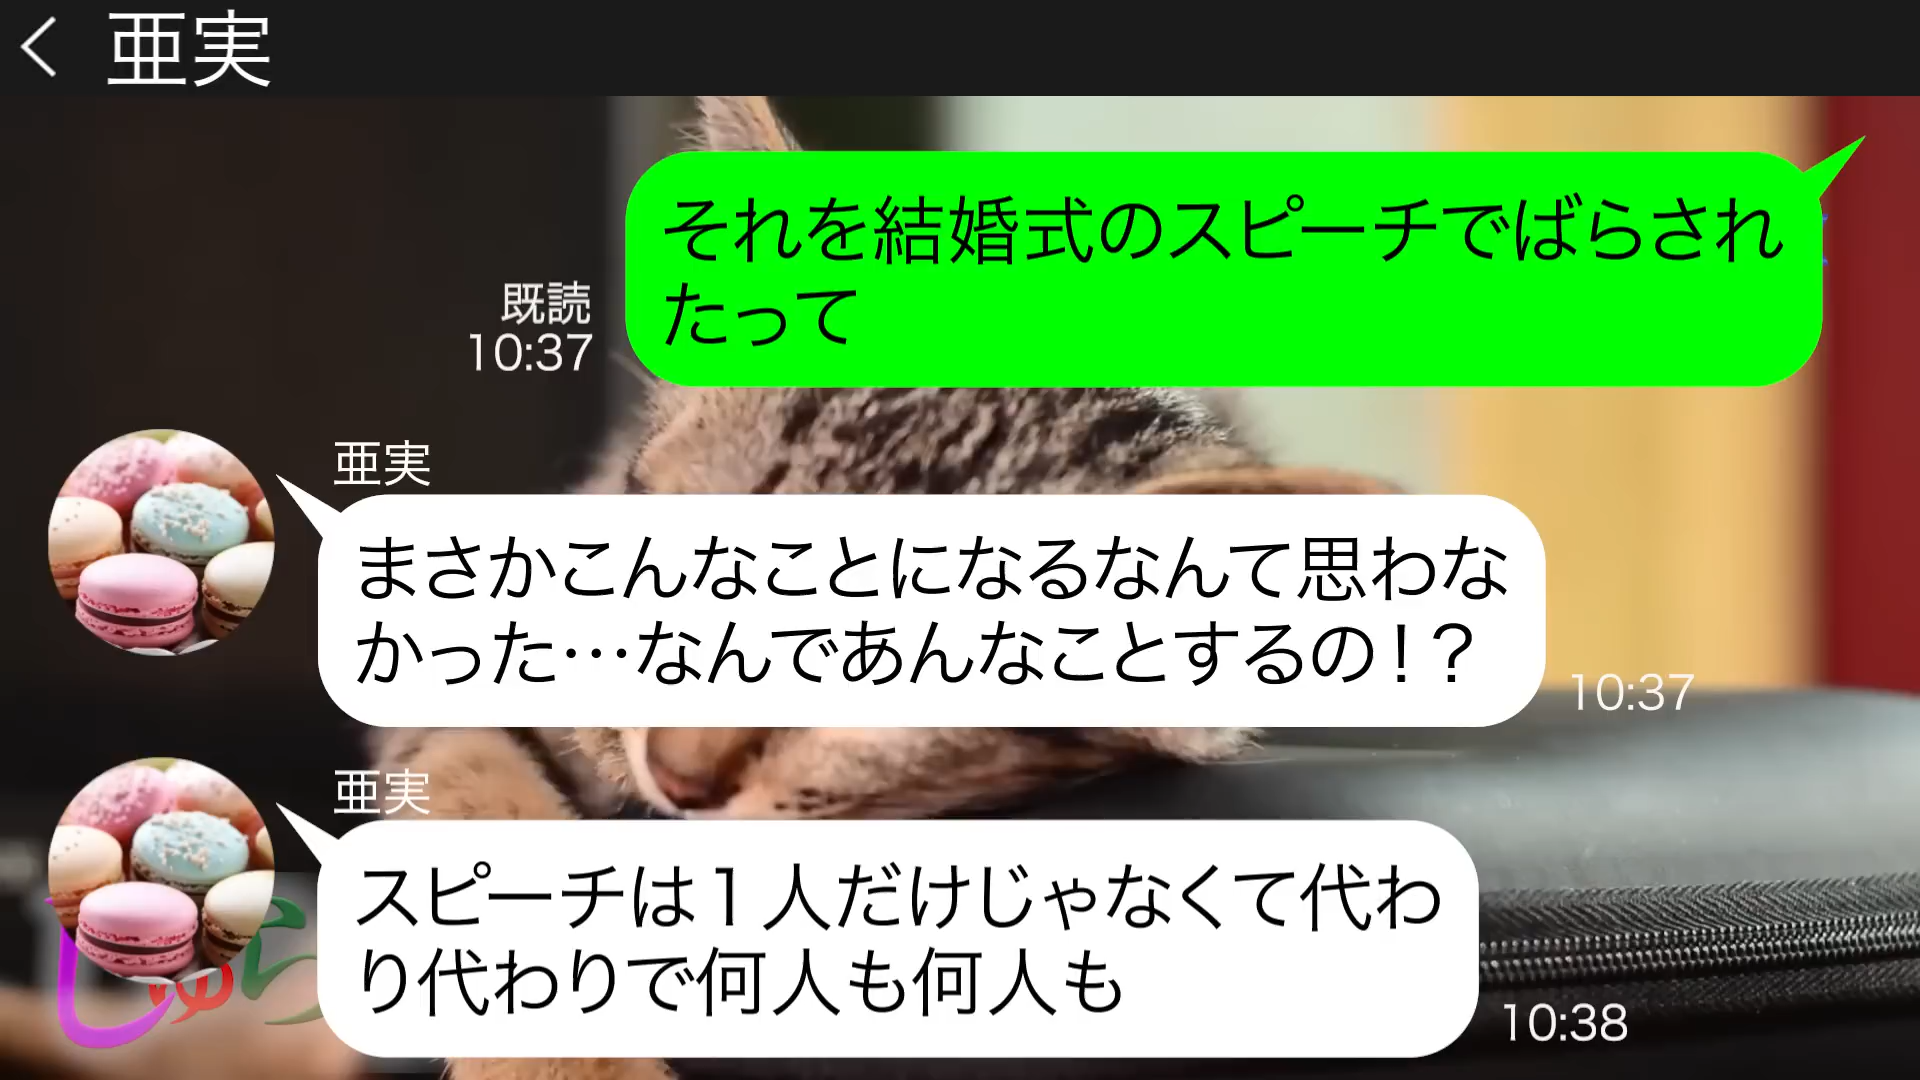 亜実
それを結婚式のスピーチでばらされ
たって
既読
10:37
亜実
まさかこんなことになるなんて思わな
かった…なんであんなことするの！？
10:37
亜実
スピーチは１人だけじゃなくて代わ
り代わりで何人も何人も
10:38
しゅら